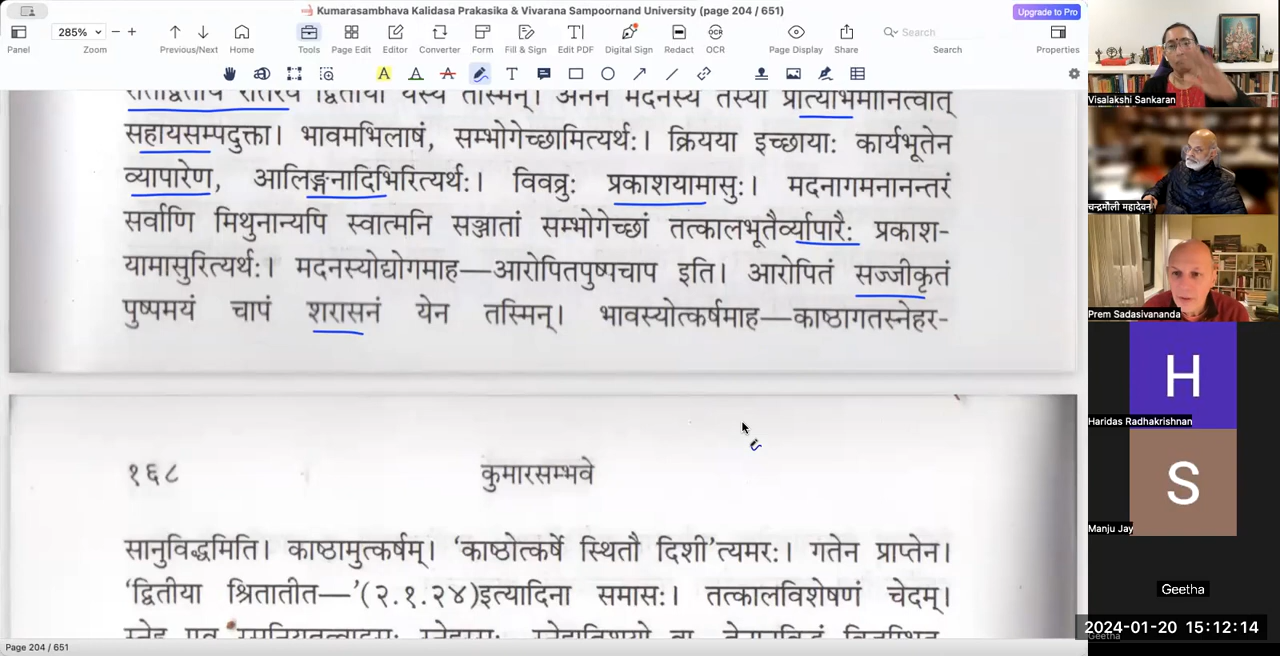 Kumarasambhava Kalidasa Prakasika & Vivarana Sampoornand University (page 204 / 651)
Upgrade to Pro
285%
Panel
Zoom
Previous/Next
Home
Tools
Page Edit
Editor
Converter
Form
Fill & Sign
Edit PDF
Digital Sign
Redact
OCR
Page Display
Share
Search
Search
Properties
द्वितीया यस्य तस्मिन्। अनेन मदनस्य तस्या
सहायसम्पदुक्ता। भावमभिलाषं, सम्भोगेच्छामित्यर्थः। क्रियया इच्छायाः कार्यभूतेन
व्यापारेण, आलिङ्गनादिभिरित्यर्थः। विवव्रुः प्रकाशयामासुः। मदनागमनानन्तरं
सर्वाणि मिथुनान्यपि स्वात्मनि सञ्जातां सम्भोगेच्छां तत्कालभूतैर्व्यापारैः प्रकाश-
यामासुरित्यर्थः। मदनस्योद्योगमाह—आरोपितपुष्पचाप इति। आरोपितं सज्जीकृतं
पुष्पमयं चापं शरासनं येन तस्मिन्। भावस्योत्कर्षमाह—काष्ठागतस्नेहर-
१६८ कुमारसम्भवे
सानुविद्धमिति। काष्ठामुत्कर्षम्। ‘काष्ठोत्कर्षे स्थितौ दिशी’त्यमरः। गतेन प्राप्तेन।
‘द्वितीया श्रितातीत—’(२.१.२४)इत्यादिना समासः। तत्कालविशेषणं चेदम्।
Page 204 / 651
Visalakshi Sankaran
चन्द्रमौली महादेवन
Prem Sadasivananda
H
Haridas Radhakrishnan
S
Manju Jay
Geetha
Geetha
2024-01-20 15:12:14